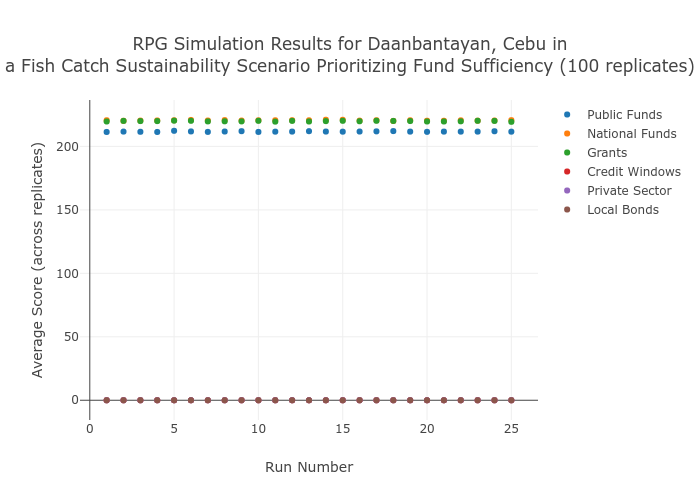 RPG Simulation Results for Daanbantayan, Cebu in
a Fish Catch Sustainability Scenario Prioritizing Fund Sufficiency (100 replicates)
Average Score (across replicates)
200
150
100
50
0
0
5
10
15
20
25
Run Number
Public Funds
National Funds
Grants
Credit Windows
Private Sector
Local Bonds